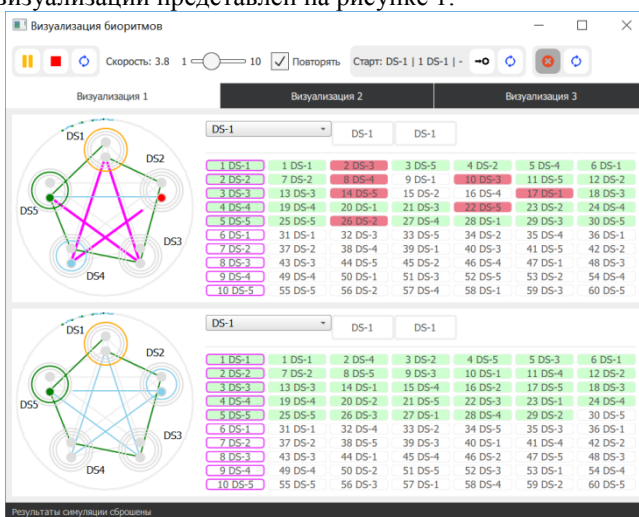 визуализации представлен на рисунке 1.
Визуализация биоритмов
Скорость: 3.8 1 10 Повторять Старт: DS-1 | 1 DS-1 | -
Визуализация 1 Визуализация 2 Визуализация 3
DS1
DS2
DS5
DS3
DS4
DS-1 DS-1 DS-1
1 DS-1 1 DS-1 2 DS-3 3 DS-5 4 DS-2 5 DS-4 6 DS-1
2 DS-2 7 DS-2 8 DS-4 9 DS-1 10 DS-3 11 DS-5 12 DS-2
3 DS-3 13 DS-3 14 DS-5 15 DS-2 16 DS-4 17 DS-1 18 DS-3
4 DS-4 19 DS-4 20 DS-1 21 DS-3 22 DS-5 23 DS-2 24 DS-4
5 DS-5 25 DS-5 26 DS-2 27 DS-4 28 DS-1 29 DS-3 30 DS-5
6 DS-1 31 DS-1 32 DS-3 33 DS-5 34 DS-2 35 DS-4 36 DS-1
7 DS-2 37 DS-2 38 DS-4 39 DS-1 40 DS-3 41 DS-5 42 DS-2
8 DS-3 43 DS-3 44 DS-5 45 DS-2 46 DS-4 47 DS-1 48 DS-3
9 DS-4 49 DS-4 50 DS-1 51 DS-3 52 DS-5 53 DS-2 54 DS-4
10 DS-5 55 DS-5 56 DS-2 57 DS-4 58 DS-1 59 DS-3 60 DS-5
DS1
DS2
DS5
DS3
DS4
DS-1 DS-1 DS-1
1 DS-1 1 DS-1 2 DS-4 3 DS-2 4 DS-5 5 DS-3 6 DS-1
2 DS-2 7 DS-2 8 DS-5 9 DS-3 10 DS-1 11 DS-4 12 DS-2
3 DS-3 13 DS-3 14 DS-1 15 DS-4 16 DS-2 17 DS-5 18 DS-3
4 DS-4 19 DS-4 20 DS-2 21 DS-5 22 DS-3 23 DS-1 24 DS-4
5 DS-5 25 DS-5 26 DS-3 27 DS-1 28 DS-4 29 DS-2 30 DS-5
6 DS-1 31 DS-1 32 DS-4 33 DS-2 34 DS-5 35 DS-3 36 DS-1
7 DS-2 37 DS-2 38 DS-5 39 DS-3 40 DS-1 41 DS-4 42 DS-2
8 DS-3 43 DS-3 44 DS-1 45 DS-4 46 DS-2 47 DS-5 48 DS-3
9 DS-4 49 DS-4 50 DS-2 51 DS-5 52 DS-3 53 DS-1 54 DS-4
10 DS-5 55 DS-5 56 DS-3 57 DS-1 58 DS-4 59 DS-2 60 DS-5
Результаты симуляции сброшены